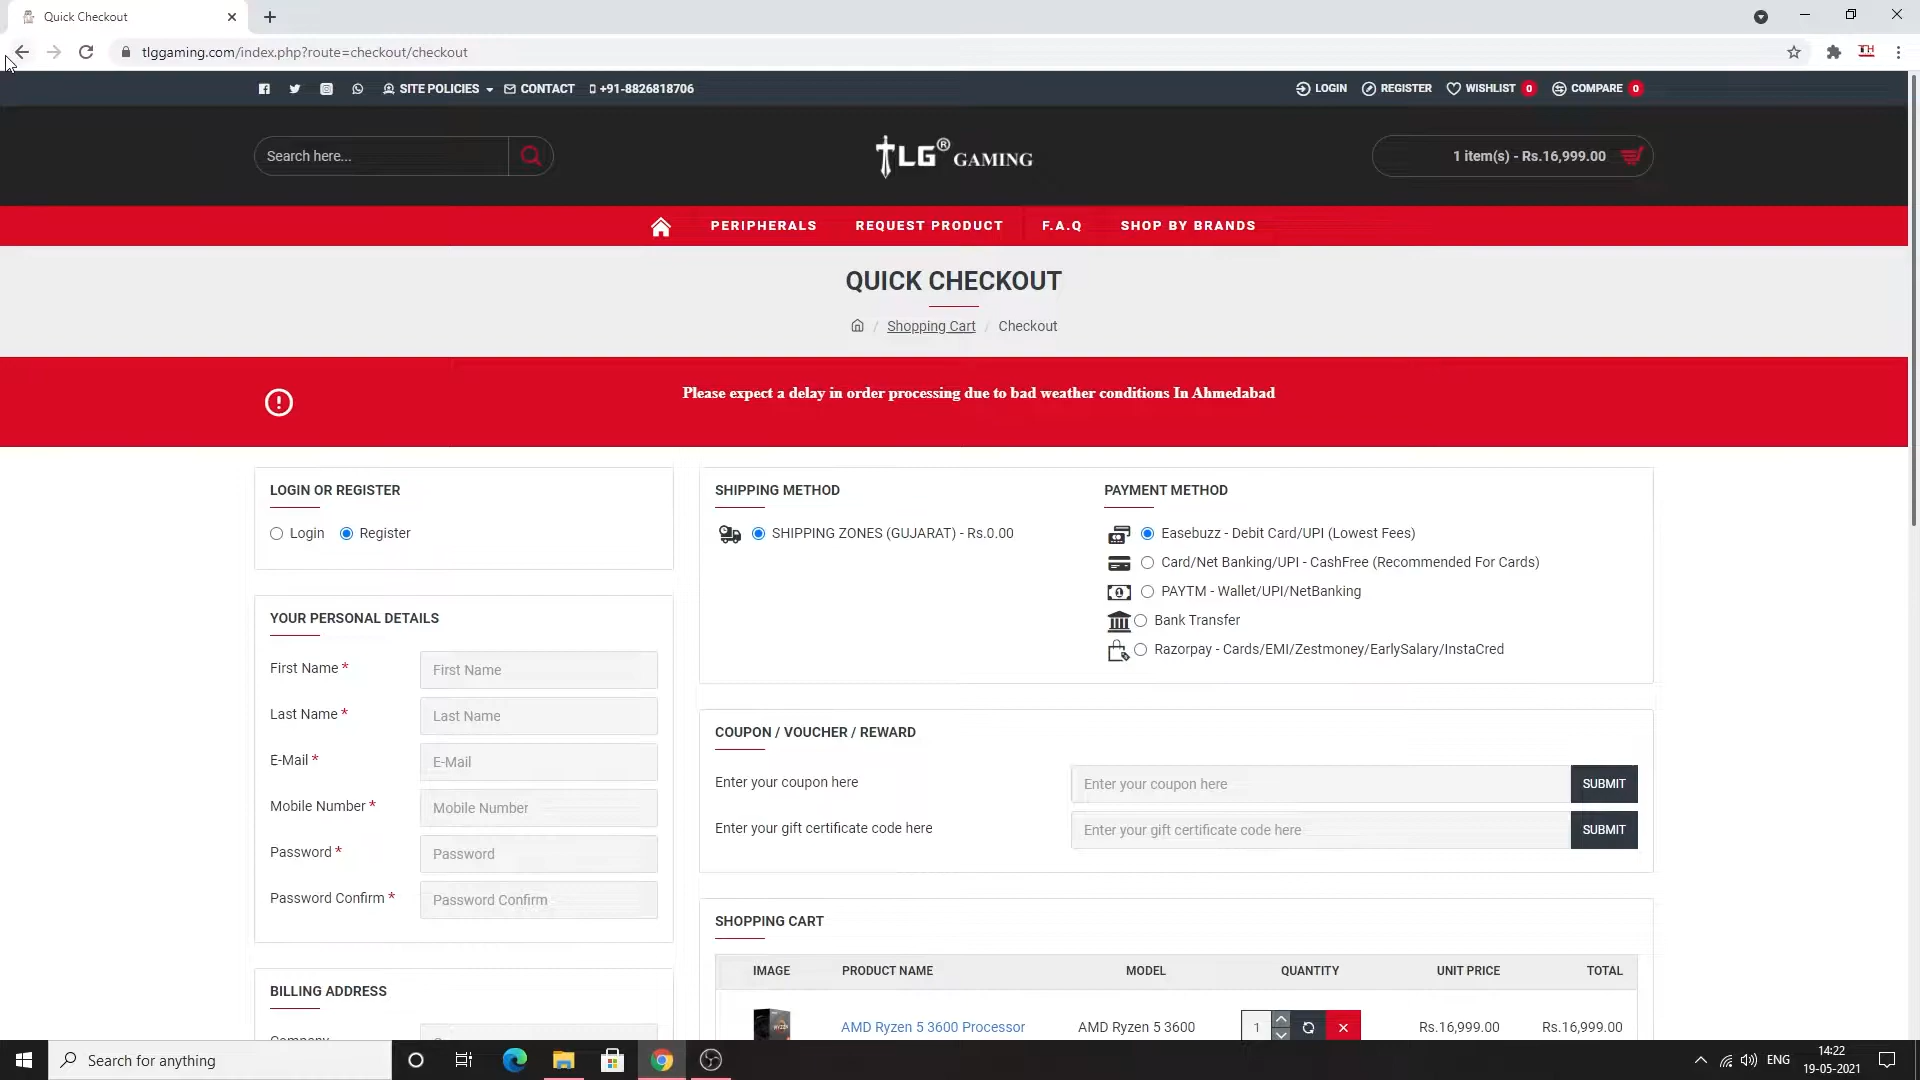 Quick Checkout
tlggaming.com/index.php?route=checkout/checkout
SITE POLICIES CONTACT +91-8826818706
LOGIN REGISTER WISHLIST 0 COMPARE 0
Search here...
TLG® GAMING
1 item(s) - Rs.16,999.00
PERIPHERALS REQUEST PRODUCT F.A.Q SHOP BY BRANDS
QUICK CHECKOUT
/ Shopping Cart / Checkout
Please expect a delay in order processing due to bad weather conditions In Ahmedabad
LOGIN OR REGISTER
Login Register
YOUR PERSONAL DETAILS
First Name * First Name
Last Name * Last Name
E-Mail * E-Mail
Mobile Number * Mobile Number
Password * Password
Password Confirm * Password Confirm
BILLING ADDRESS
SHIPPING METHOD
SHIPPING ZONES (GUJARAT) - Rs.0.00
PAYMENT METHOD
Easebuzz - Debit Card/UPI (Lowest Fees)
Card/Net Banking/UPI - CashFree (Recommended For Cards)
PAYTM - Wallet/UPI/NetBanking
Bank Transfer
Razorpay - Cards/EMI/Zestmoney/EarlySalary/InstaCred
COUPON / VOUCHER / REWARD
Enter your coupon here Enter your coupon here SUBMIT
Enter your gift certificate code here Enter your gift certificate code here SUBMIT
SHOPPING CART
IMAGE PRODUCT NAME MODEL QUANTITY UNIT PRICE TOTAL
AMD Ryzen 5 3600 Processor AMD Ryzen 5 3600 1 Rs.16,999.00 Rs.16,999.00
Search for anything
ENG
14:22
19-05-2021